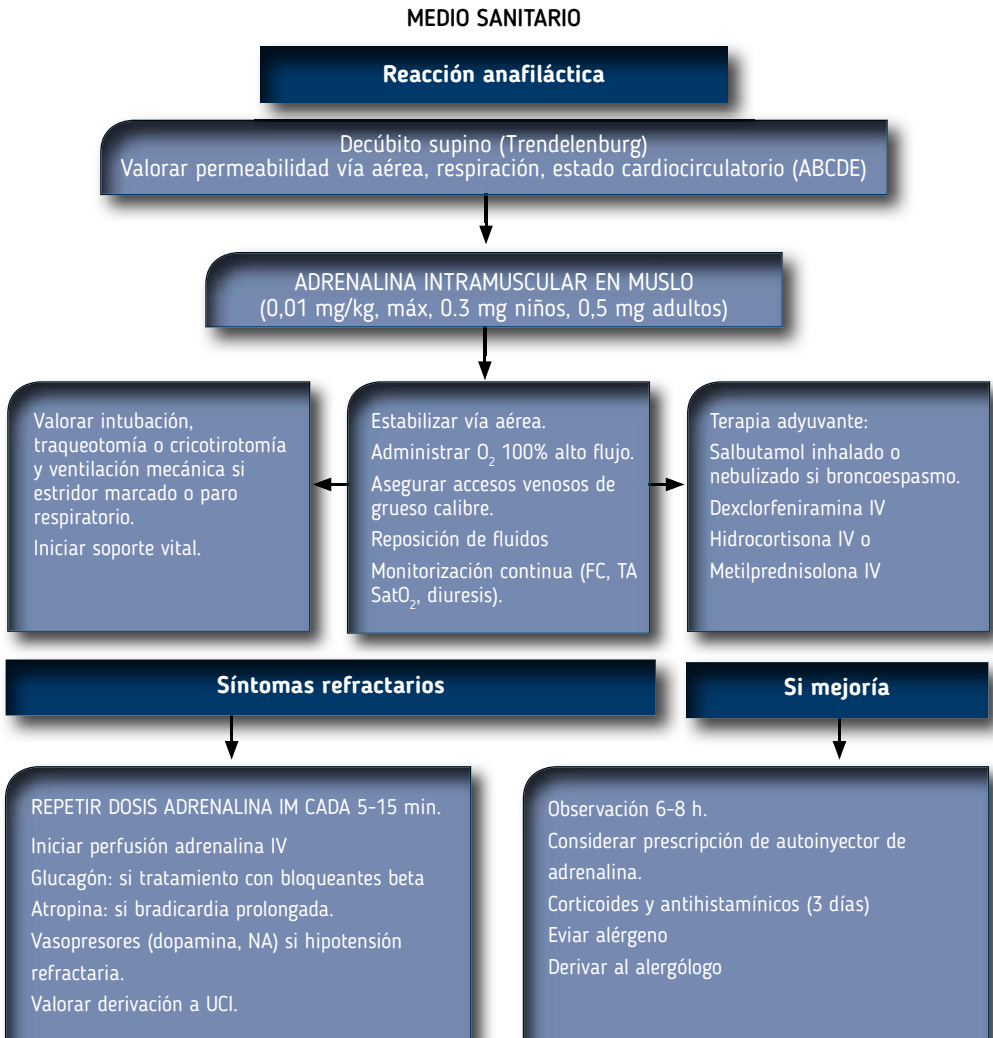 MEDIO SANITARIO
Reacción anafiláctica
Decúbito supino (Trendelenburg)
Valorar permeabilidad vía aérea, respiración, estado cardiocirculatorio (ABCDE)
ADRENALINA INTRAMUSCULAR EN MUSLO
(0,01 mg/kg, máx, 0.3 mg niños, 0,5 mg adultos)
Valorar intubación,
traqueotomía o cricotirotomía
y ventilación mecánica si
estridor marcado o paro
respiratorio.
Iniciar soporte vital.
Estabilizar vía aérea.
Administrar O₂ 100% alto flujo.
Asegurar accesos venosos de
grueso calibre.
Reposición de fluidos
Monitorización continua (FC, TA
SatO₂, diuresis).
Terapia adyuvante:
Salbutamol inhalado o
nebulizado si broncoespasmo.
Dexclorfeniramina IV
Hidrocortisona IV o
Metilprednisolona IV
Síntomas refractarios
Si mejoría
REPETIR DOSIS ADRENALINA IM CADA 5-15 min.
Iniciar perfusión adrenalina IV
Glucagón: si tratamiento con bloqueantes beta
Atropina: si bradicardia prolongada.
Vasopresores (dopamina, NA) si hipotensión
refractaria.
Valorar derivación a UCI.
Observación 6-8 h.
Considerar prescripción de autoinyector de
adrenalina.
Corticoides y antihistamínicos (3 días)
Eviar alérgeno
Derivar al alergólogo